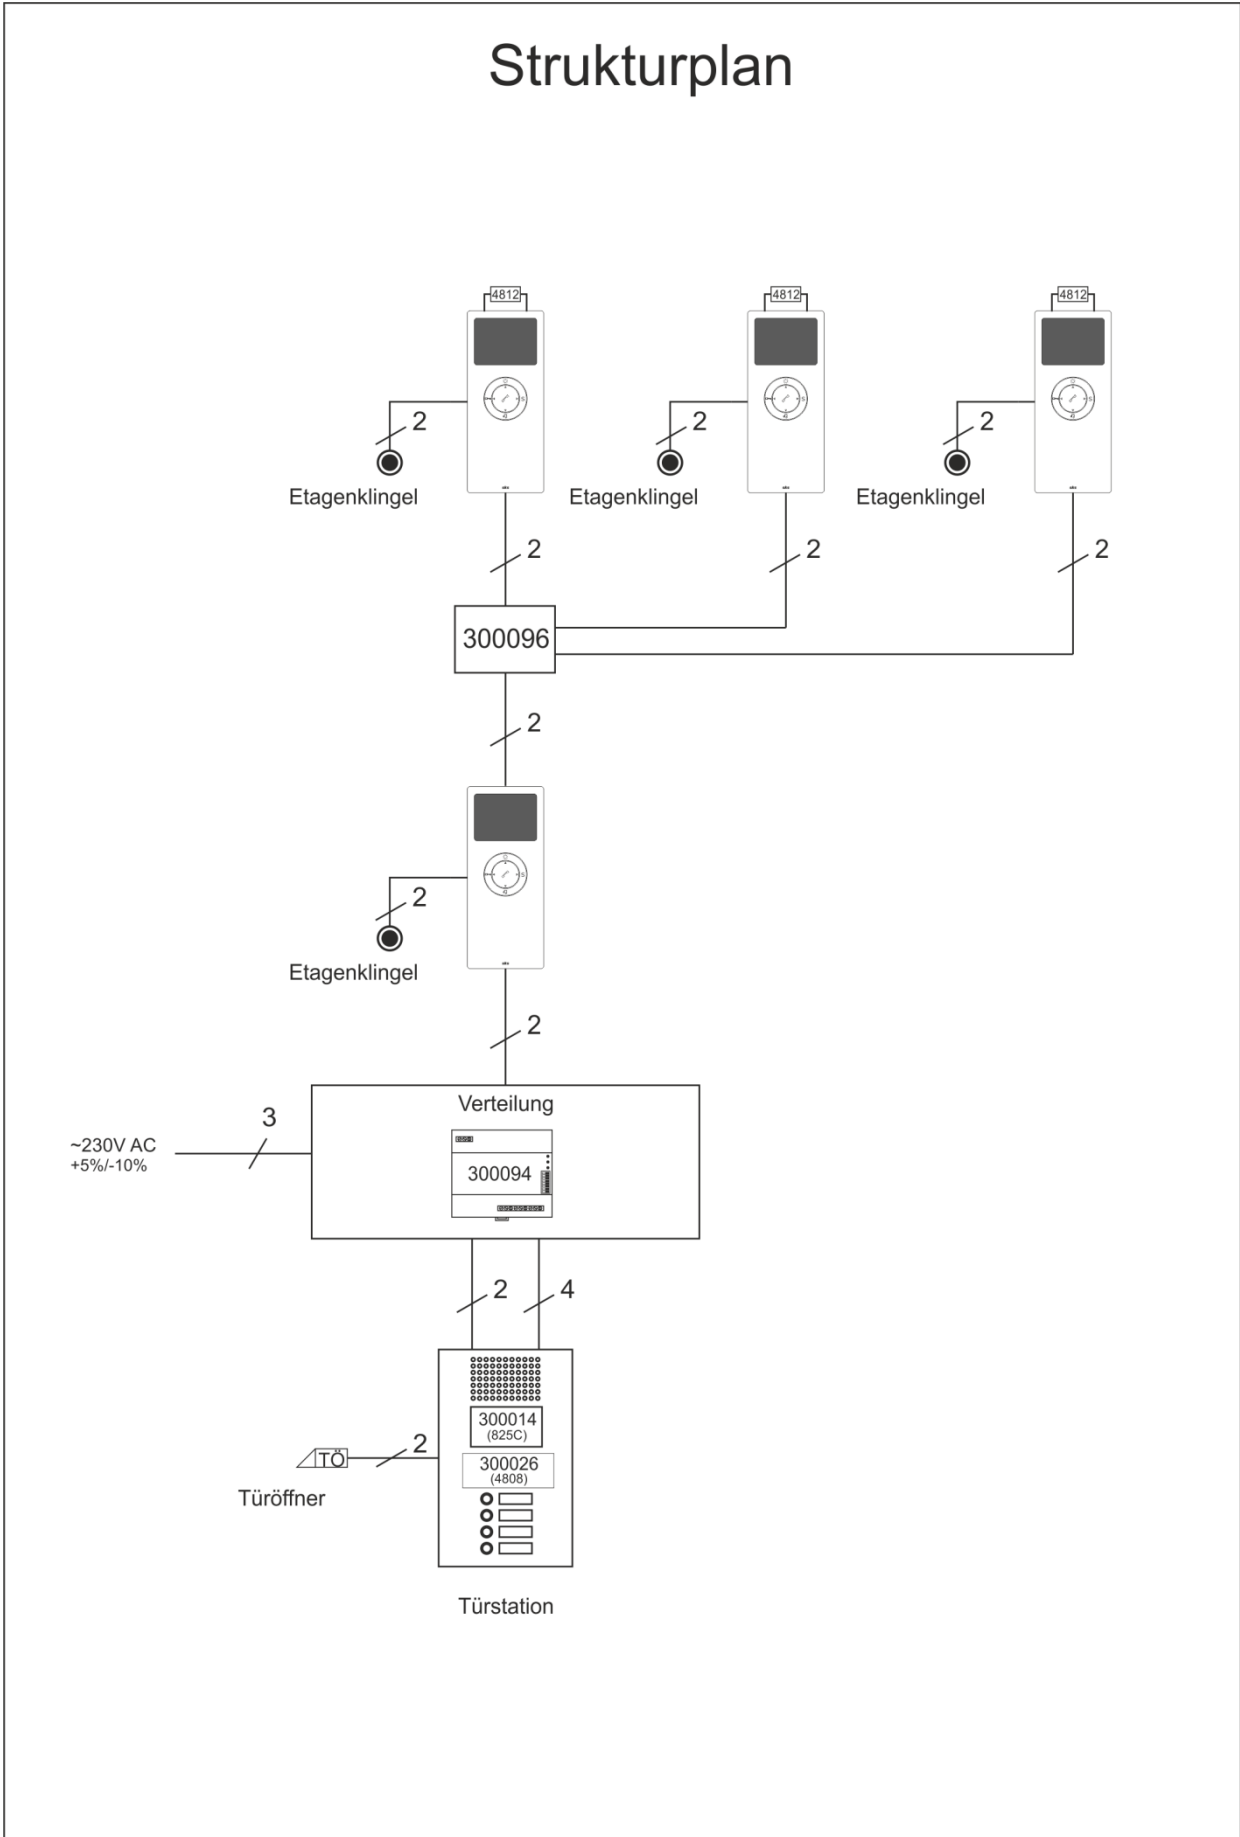 Strukturplan
4812 4812 4812
2 2 2
Etagenklingel Etagenklingel Etagenklingel
2 2 2
300096
2
2
Etagenklingel
2
Verteilung
3
~230V AC
+5%/-10%
300094
2 4
300014
(825C)
2
TÖ
300026
(4808)
Türöffner
Türstation